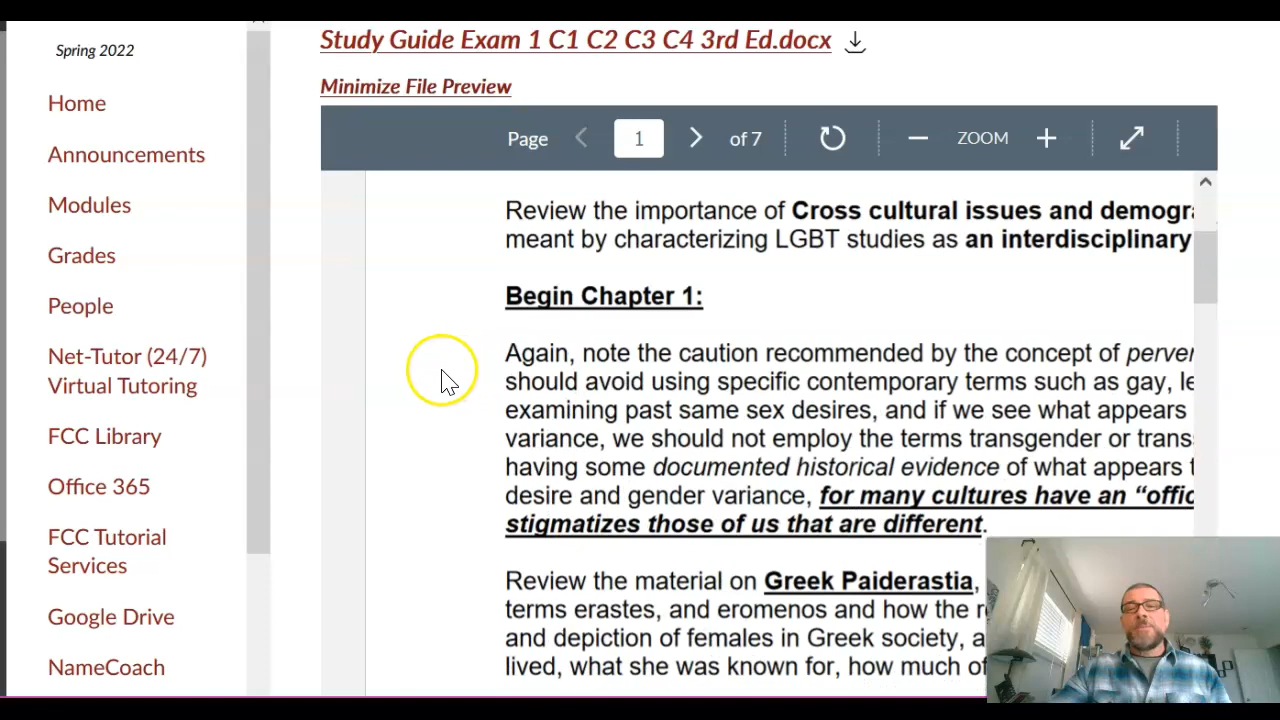 Spring 2022
Home
Announcements
Modules
Grades
People
Net-Tutor (24/7)
Virtual Tutoring
FCC Library
Office 365
FCC Tutorial
Services
Google Drive
NameCoach
Study Guide Exam 1 C1 C2 C3 C4 3rd Ed.docx
Minimize File Preview
Page 1 of 7 ZOOM
Review the importance of Cross cultural issues and demogra
meant by characterizing LGBT studies as an interdisciplinary
Begin Chapter 1:
Again, note the caution recommended by the concept of perver
should avoid using specific contemporary terms such as gay, le
examining past same sex desires, and if we see what appears
variance, we should not employ the terms transgender or trans
having some documented historical evidence of what appears t
desire and gender variance, for many cultures have an “offic
stigmatizes those of us that are different.
Review the material on Greek Paiderastia,
terms erastes, and eromenos and how the r
and depiction of females in Greek society, a
lived, what she was known for, how much of